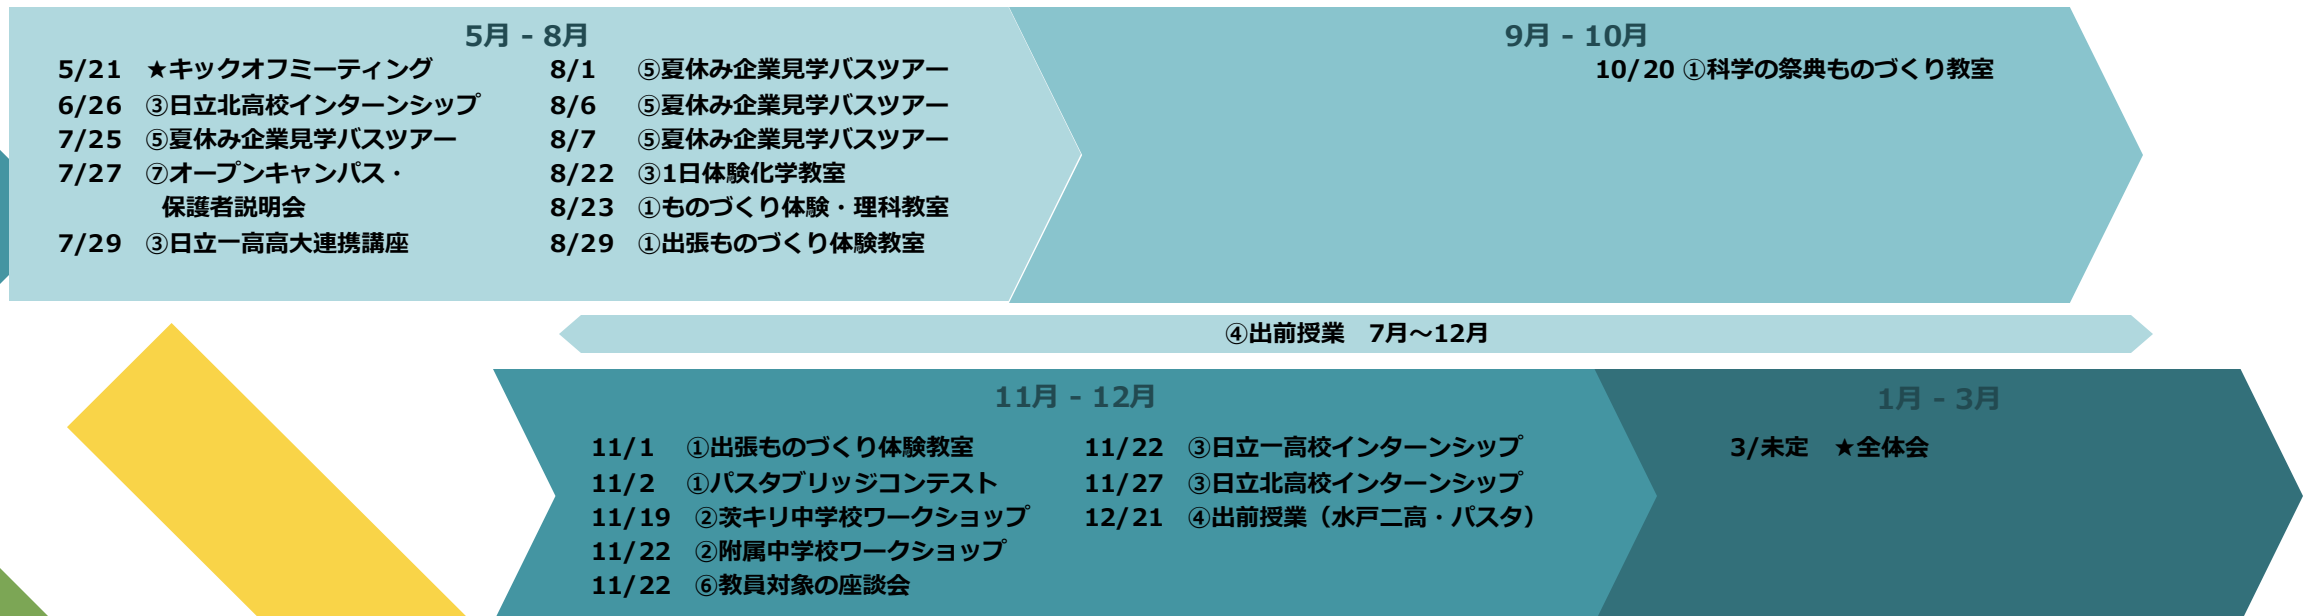 5月 - 8月
5/21 ★キックオフミーティング
6/26 ③日立北高校インターンシップ
7/25 ⑤夏休み企業見学バスツアー
7/27 ⑦オープンキャンパス・
保護者説明会
7/29 ③日立一高高大連携講座
8/1 ⑤夏休み企業見学バスツアー
8/6 ⑤夏休み企業見学バスツアー
8/7 ⑤夏休み企業見学バスツアー
8/22 ③1日体験化学教室
8/23 ①ものづくり体験・理科教室
8/29 ①出張ものづくり体験教室
9月 - 10月
10/20 ①科学の祭典ものづくり教室
④出前授業 7月～12月
11月 - 12月
11/1 ①出張ものづくり体験教室
11/2 ①パスタブリッジコンテスト
11/19 ②茨キリ中学校ワークショップ
11/22 ②附属中学校ワークショップ
11/22 ⑥教員対象の座談会
11/22 ③日立一高校インターンシップ
11/27 ③日立北高校インターンシップ
12/21 ④出前授業（水戸二高・パスタ）
1月 - 3月
3/未定 ★全体会